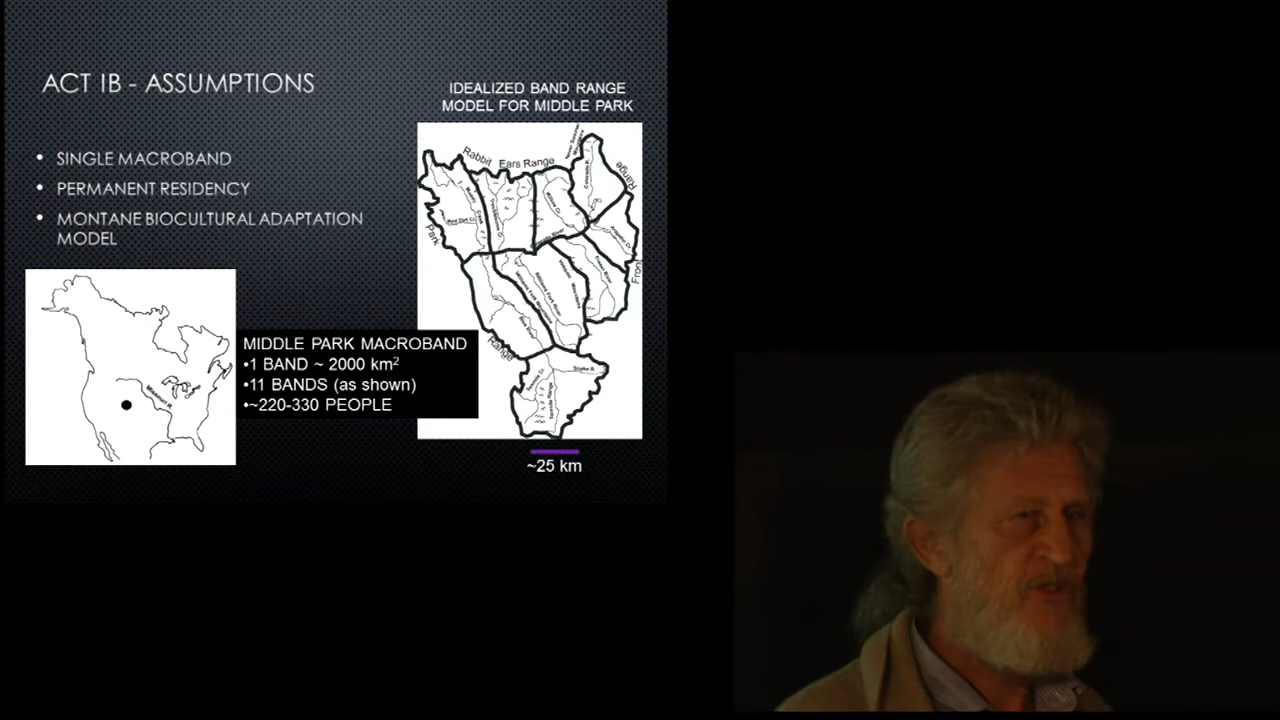 ACT IB - ASSUMPTIONS
• SINGLE MACROBAND
• PERMANENT RESIDENCY
• MONTANE BIOCULTURAL ADAPTATION
MODEL
IDEALIZED BAND RANGE
MODEL FOR MIDDLE PARK
Rabbit Ears Range
Range
Park
Front
Range
MIDDLE PARK MACROBAND
•1 BAND ~ 2000 km²
•11 BANDS (as shown)
•~220-330 PEOPLE
~25 km